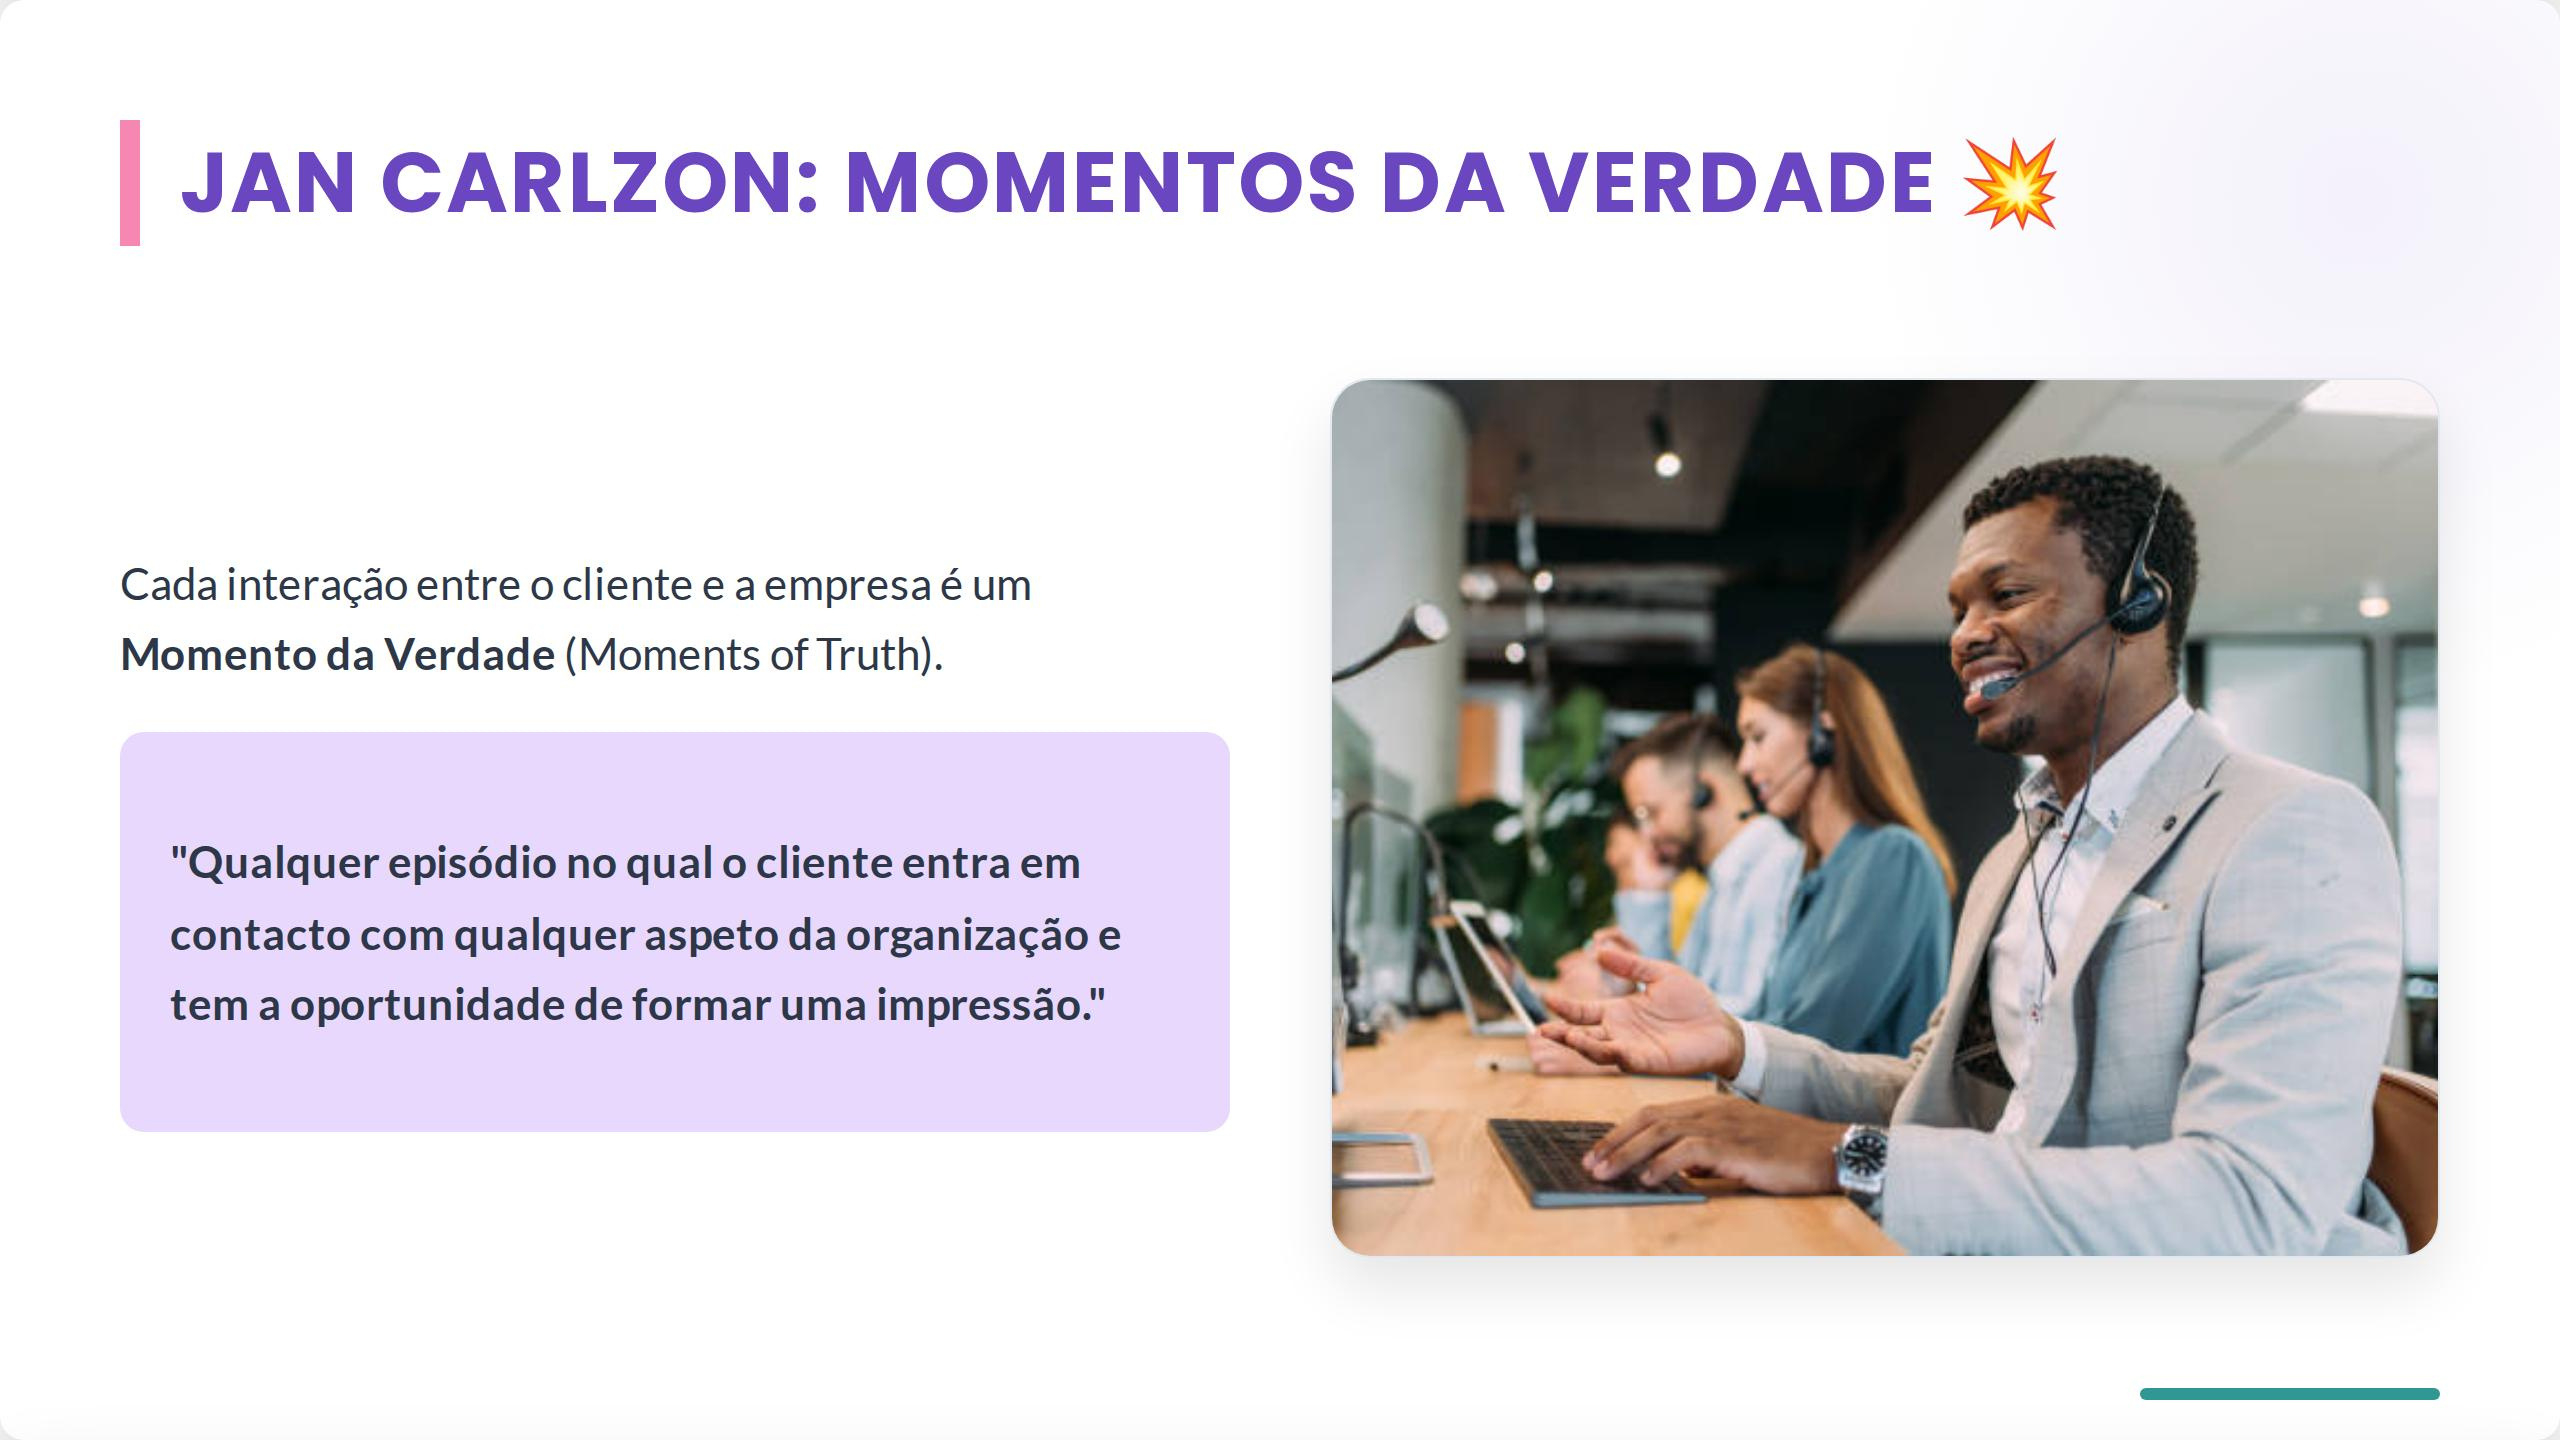 JAN CARLZON: MOMENTOS DA VERDADE 💥
Cada interação entre o cliente e a empresa é um
Momento da Verdade (Moments of Truth).
"Qualquer episódio no qual o cliente entra em
contacto com qualquer aspeto da organização e
tem a oportunidade de formar uma impressão."